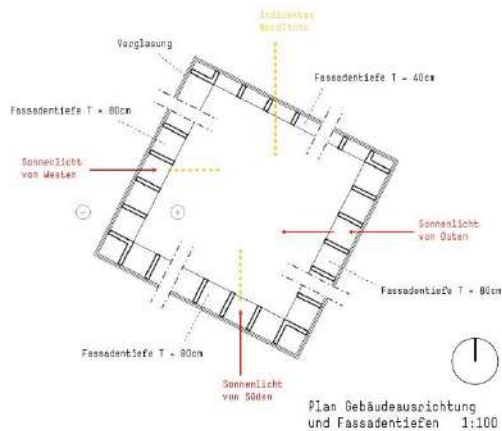 Indirektes
Nordlicht
Verglasung
Fassadentiefe T = 40cm
Fassadentiefe T = 80cm
Sonnenlicht
von Westen
Sonnenlicht
von Osten
Fassadentiefe T = 80cm
Fassadentiefe T = 80cm
Sonnenlicht
von Süden
Plan Gebäudeausrichtung
und Fassadentiefen 1:100